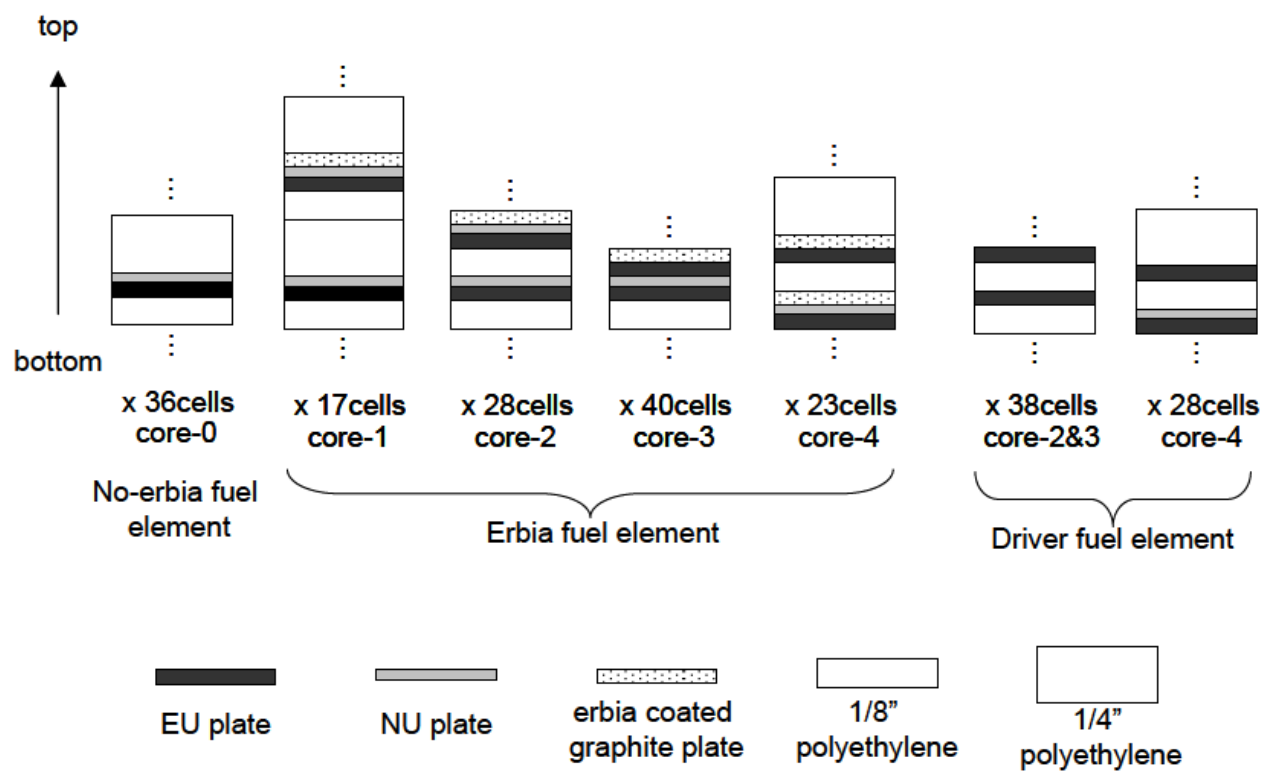 top
bottom
x 36cells
core-0
x 17cells
core-1
x 28cells
core-2
x 40cells
core-3
x 23cells
core-4
x 38cells
core-2&3
x 28cells
core-4
No-erbia fuel
element
Erbia fuel element
Driver fuel element
EU plate
NU plate
erbia coated
graphite plate
1/8”
polyethylene
1/4”
polyethylene